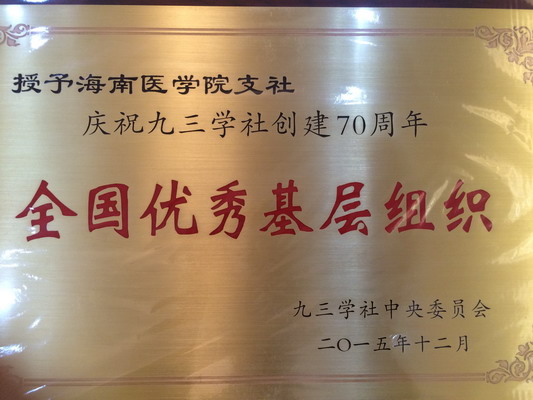 授予海南医学院支社
庆祝九三学社创建70周年
全国优秀基层组织
九三学社中央委员会
二〇一五年十二月